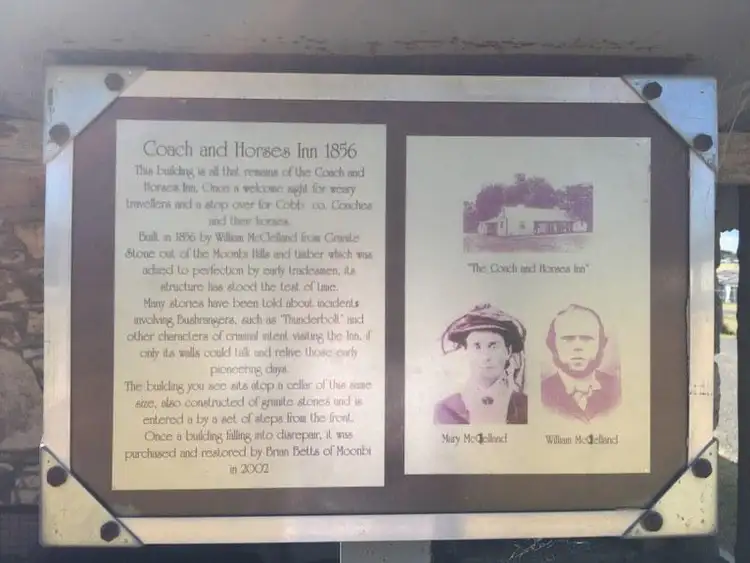 Coach and Horses Inn 1856
This building is all that remains of the Coach and
Horses Inn. Once a welcome sight for weary
travellers and a stop over for Cobb co. Coaches
and their horses.
Built in 1856 by William McClelland from Granite
Stone out of the Moonbi Hills and timber which was
adzed to perfection by early tradesmen, its
structure has stood the test of time.
Many stories have been told about incidents
involving Bushrangers, such as "Thunderbolt" and
other characters of criminal intent visiting the Inn, if
only its walls could talk and relive those early
pioneering days.
The building you see sits atop a cellar of this same
size, also constructed of granite stones and is
entered a by a set of steps from the front.
Once a building falling into disrepair, it was
purchased and restored by Brian Betts of Moonbi
in 2002
"The Coach and Horses Inn"
Mary McClelland
William McClelland